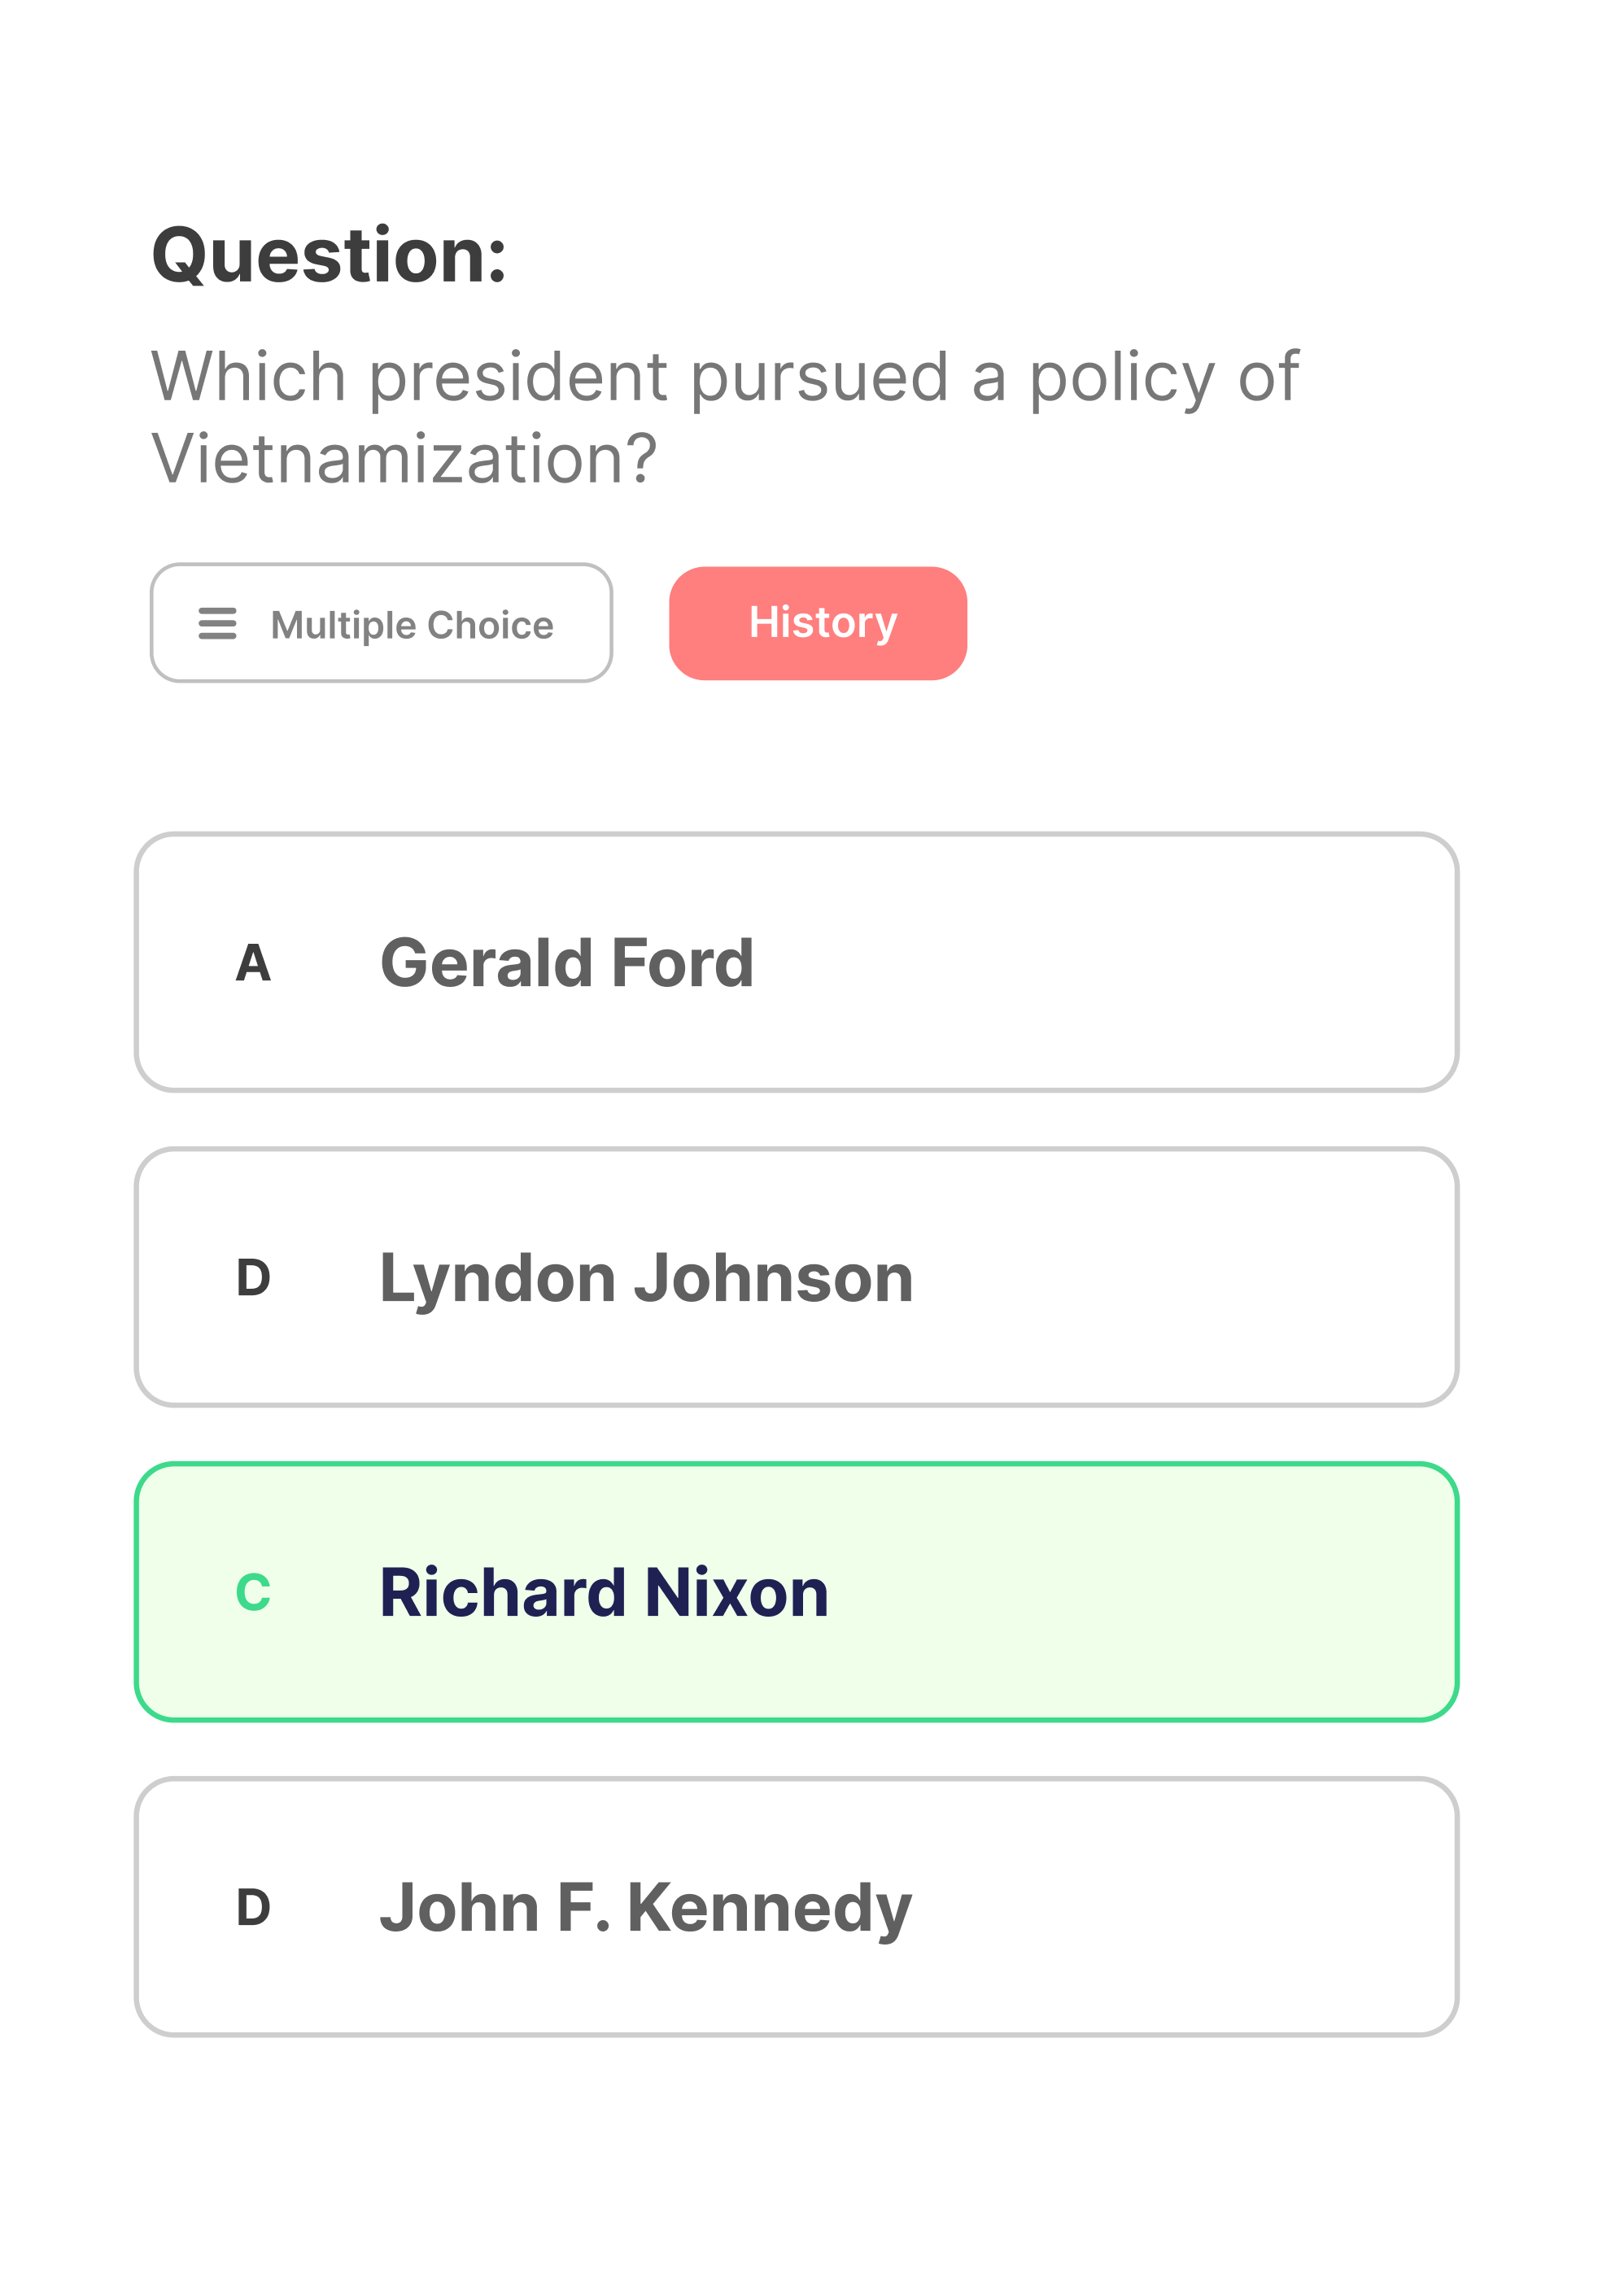 Question:
Which president pursued a policy of
Vietnamization?
Multiple Choice
History
A Gerald Ford
D Lyndon Johnson
C Richard Nixon
D John F. Kennedy